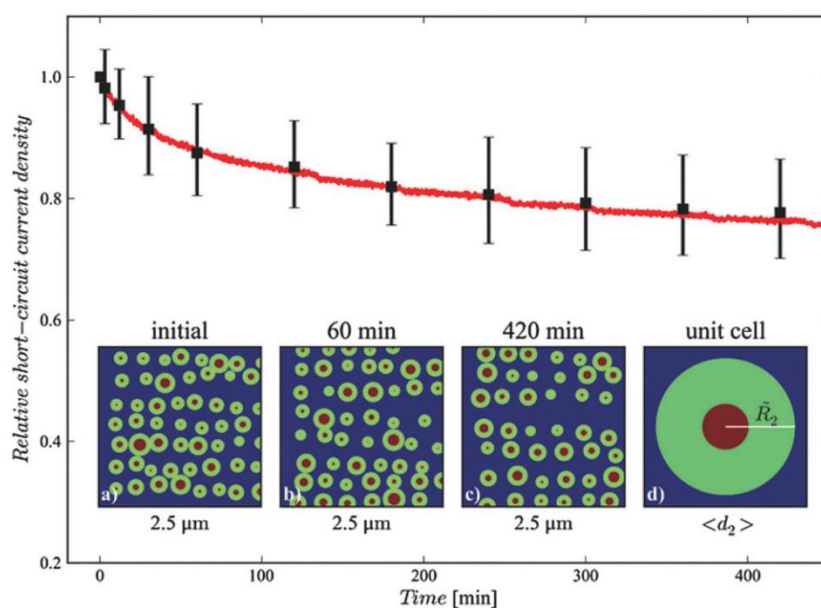 Relative short-circuit current density
1.0
0.8
0.6
0.4
0.2
initial
60 min
420 min
unit cell
a)
b)
c)
d)
R̃₂
2.5 µm
2.5 µm
2.5 µm
<d₂>
0
100
200
300
400
Time [min]